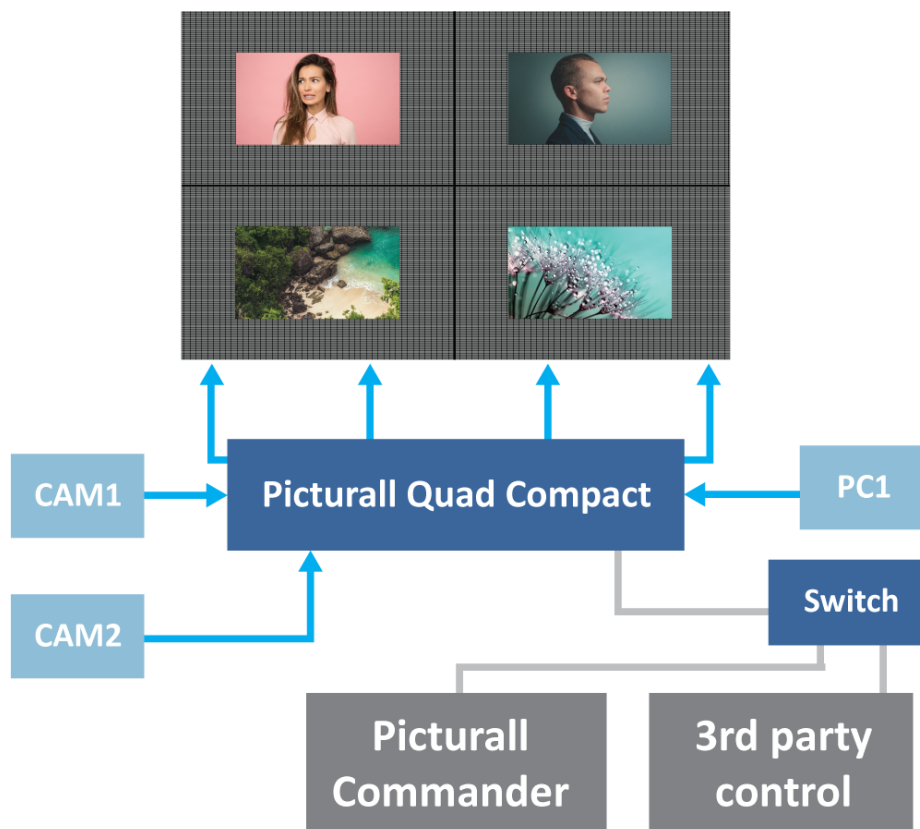 CAM1
Picturall Quad Compact
PC1
CAM2
Switch
Picturall
Commander
3rd party
control